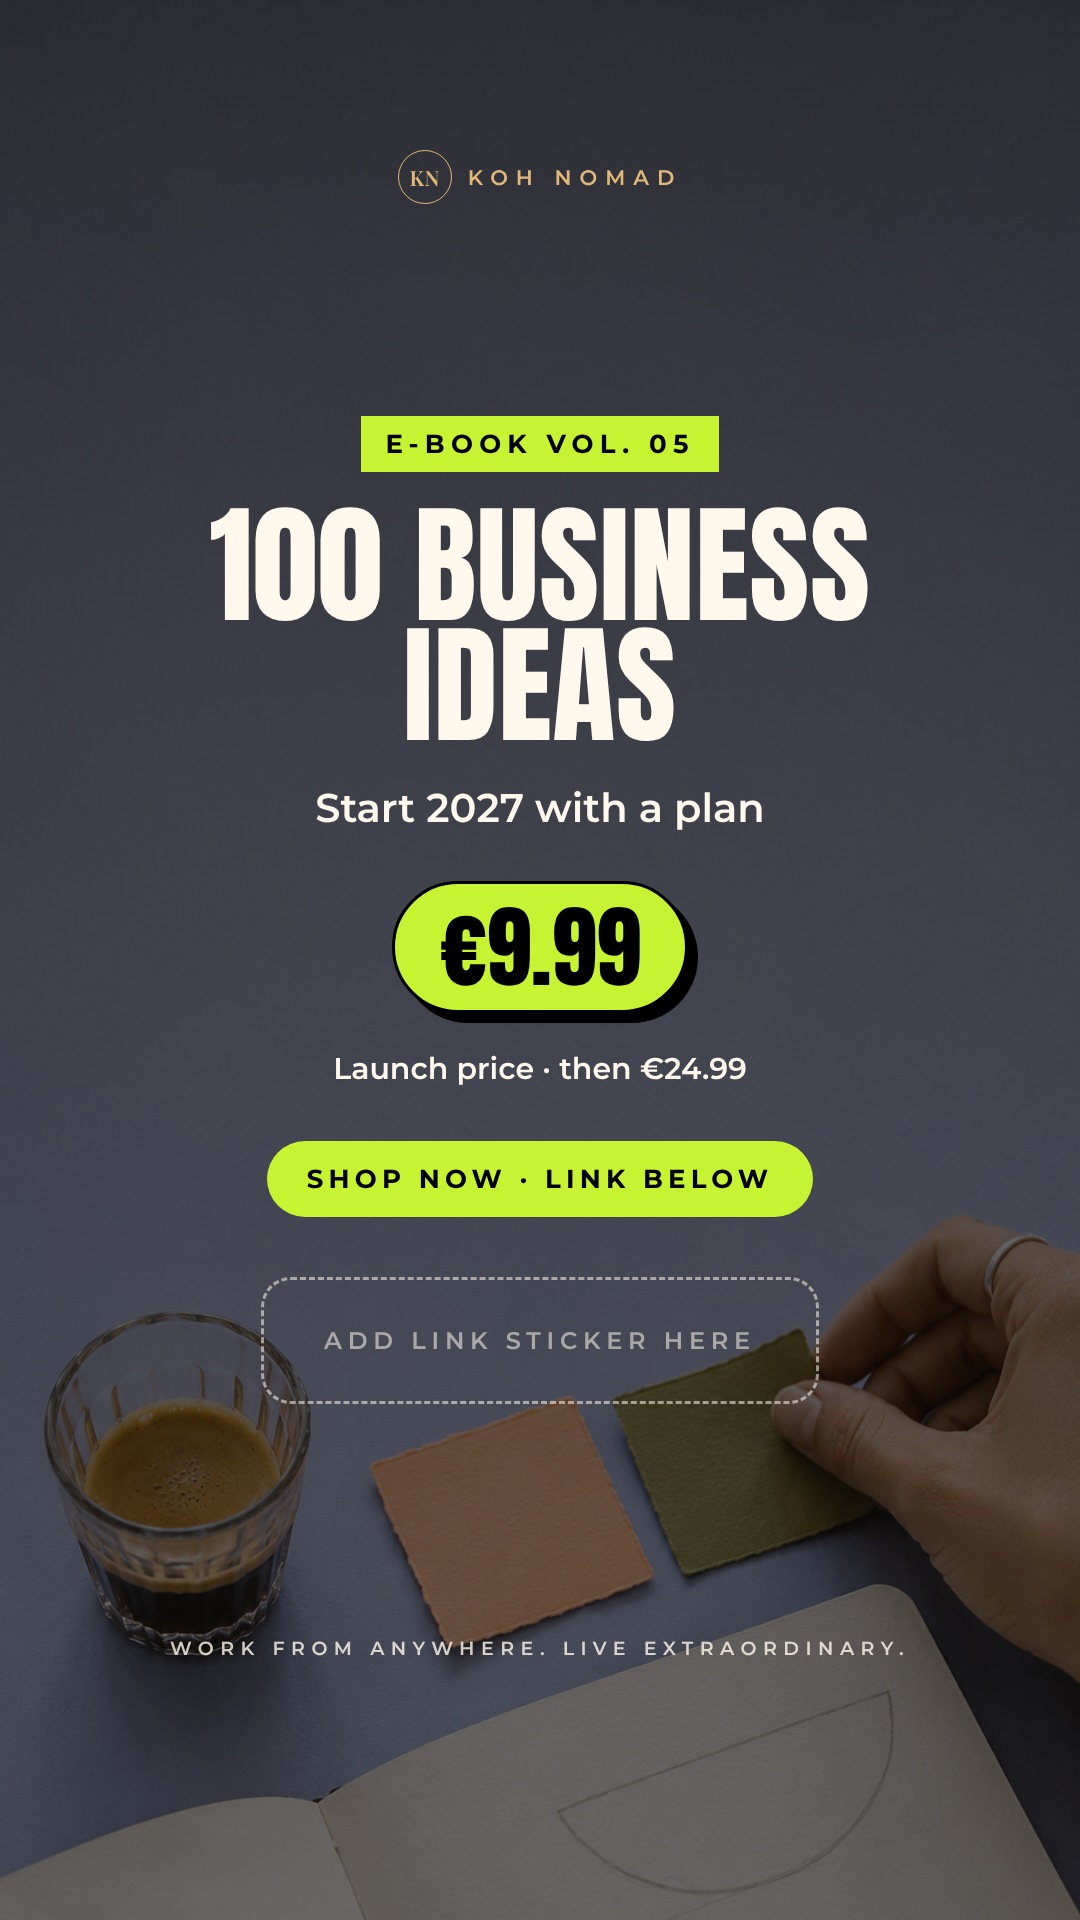 KN KOH NOMAD
E-BOOK VOL. 05
100 BUSINESS
IDEAS
Start 2027 with a plan
€9.99
Launch price · then €24.99
SHOP NOW · LINK BELOW
ADD LINK STICKER HERE
WORK FROM ANYWHERE. LIVE EXTRAORDINARY.